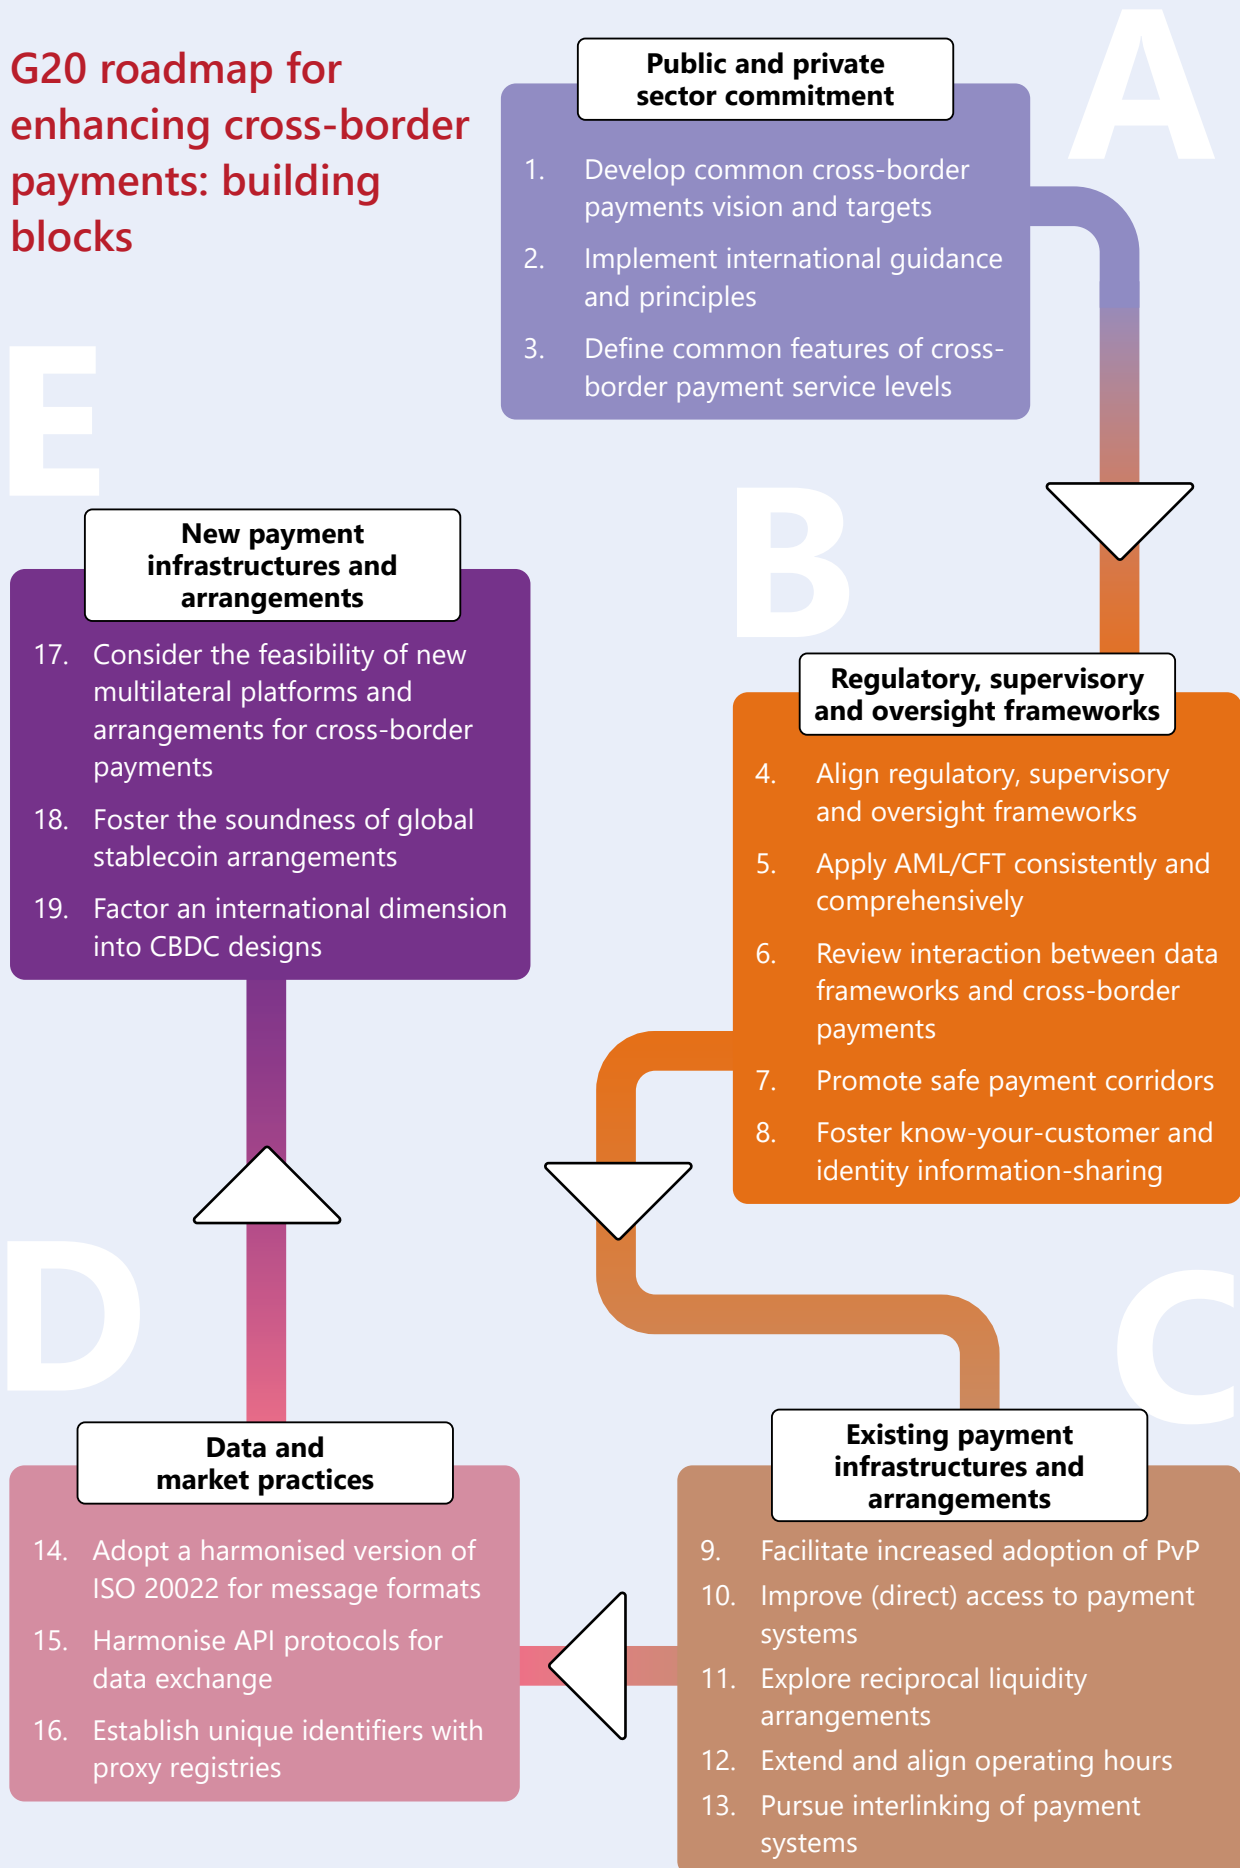 G20 roadmap for
enhancing cross-border
payments: building
blocks
A
Public and private
sector commitment
1. Develop common cross-border
payments vision and targets
2. Implement international guidance
and principles
3. Define common features of cross-
border payment service levels
B
Regulatory, supervisory
and oversight frameworks
4. Align regulatory, supervisory
and oversight frameworks
5. Apply AML/CFT consistently and
comprehensively
6. Review interaction between data
frameworks and cross-border
payments
7. Promote safe payment corridors
8. Foster know-your-customer and
identity information-sharing
C
Existing payment
infrastructures and
arrangements
9. Facilitate increased adoption of PvP
10. Improve (direct) access to payment
systems
11. Explore reciprocal liquidity
arrangements
12. Extend and align operating hours
13. Pursue interlinking of payment
systems
D
Data and
market practices
14. Adopt a harmonised version of
ISO 20022 for message formats
15. Harmonise API protocols for
data exchange
16. Establish unique identifiers with
proxy registries
E
New payment
infrastructures and
arrangements
17. Consider the feasibility of new
multilateral platforms and
arrangements for cross-border
payments
18. Foster the soundness of global
stablecoin arrangements
19. Factor an international dimension
into CBDC designs